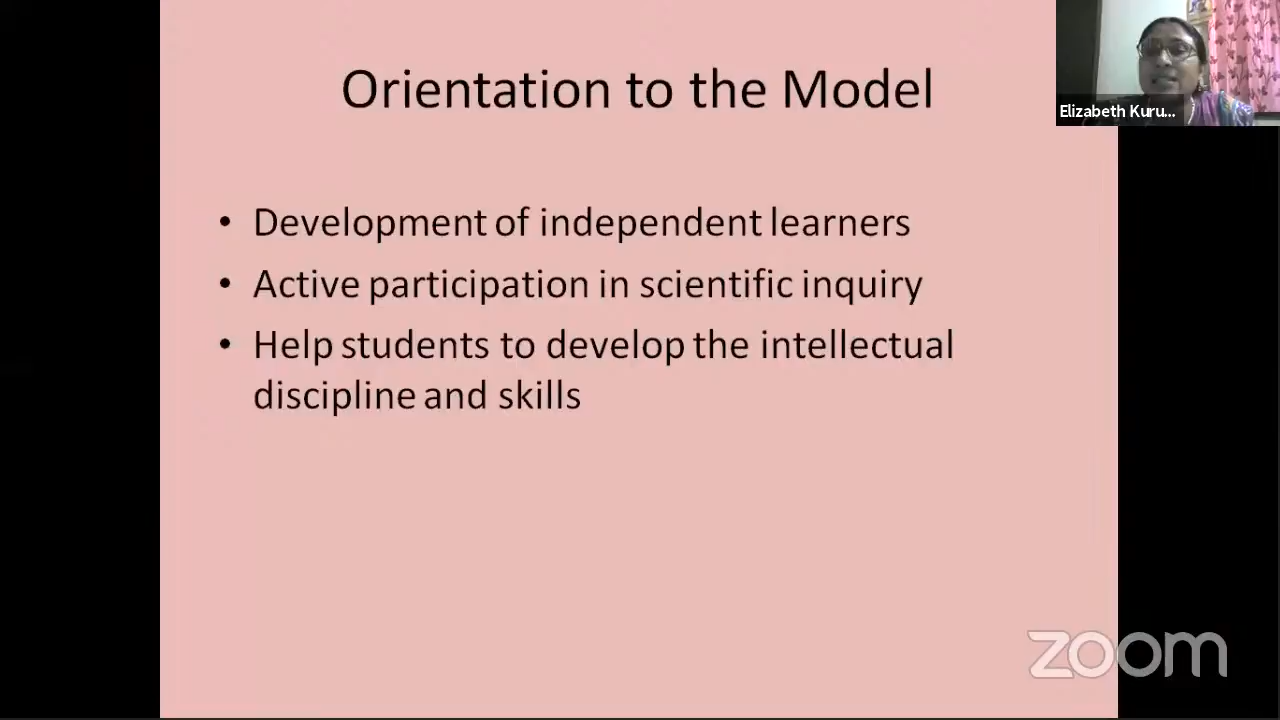 Orientation to the Model
Elizabeth Kuru...
• Development of independent learners
• Active participation in scientific inquiry
• Help students to develop the intellectual
discipline and skills
zoom